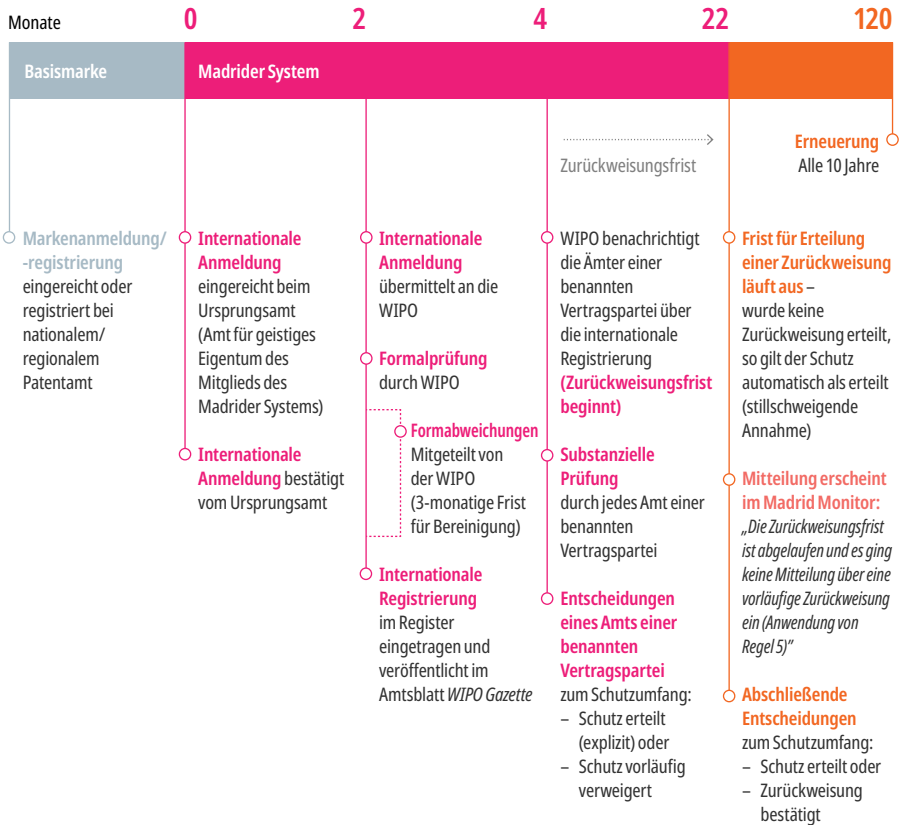 Monate
0
2
4
22
120
Basismarke
Madrider System
Zurückweisungsfrist
Erneuerung
Alle 10 Jahre
Markenanmeldung/
-registrierung
eingereicht oder
registriert bei
nationalem/
regionalem
Patentamt
Internationale
Anmeldung
eingereicht beim
Ursprungsamt
(Amt für geistiges
Eigentum des
Mitglieds des
Madrider Systems)
Internationale
Anmeldung bestätigt
vom Ursprungsamt
Internationale
Anmeldung
übermittelt an die
WIPO
Formalprüfung
durch WIPO
Formabweichungen
Mitgeteilt von
der WIPO
(3-monatige Frist
für Bereinigung)
Internationale
Registrierung
im Register
eingetragen und
veröffentlicht im
Amtsblatt WIPO Gazette
WIPO benachrichtigt
die Ämter einer
benannten
Vertragspartei über
die internationale
Registrierung
(Zurückweisungsfrist
beginnt)
Substanzielle
Prüfung
durch jedes Amt einer
benannten
Vertragspartei
Entscheidungen
eines Amts einer
benannten
Vertragspartei
zum Schutzumfang:
– Schutz erteilt
(explizit) oder
– Schutz vorläufig
verweigert
Frist für Erteilung
einer Zurückweisung
läuft aus –
wurde keine
Zurückweisung erteilt,
so gilt der Schutz
automatisch als erteilt
(stillschweigende
Annahme)
Mitteilung erscheint
im Madrid Monitor:
„Die Zurückweisungsfrist
ist abgelaufen und es ging
keine Mitteilung über eine
vorläufige Zurückweisung
ein (Anwendung von
Regel 5)”
Abschließende
Entscheidungen
zum Schutzumfang:
– Schutz erteilt oder
– Zurückweisung
bestätigt